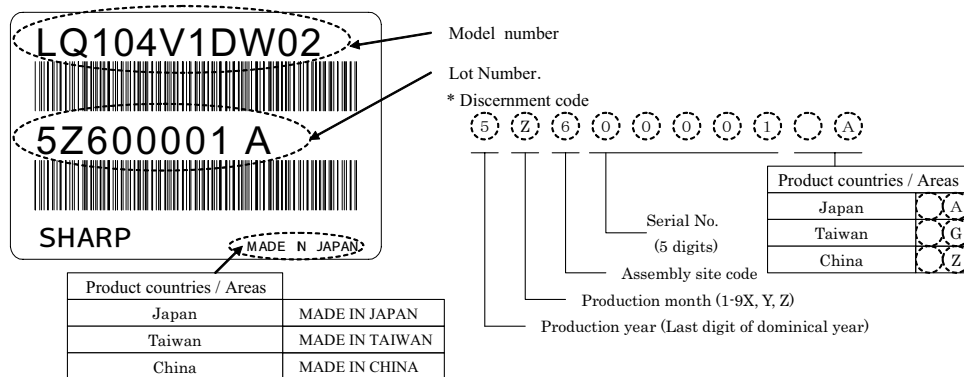 LQ104V1DW02
Model number
Lot Number.
* Discernment code
5 Z 6 0 0 0 0 1 A
5Z600001 A
Product countries / Areas
Japan A
Taiwan G
China Z
Serial No.
(5 digits)
SHARP
MADE IN JAPAN
Assembly site code
Production month (1-9X, Y, Z)
Production year (Last digit of dominical year)
Product countries / Areas
Japan MADE IN JAPAN
Taiwan MADE IN TAIWAN
China MADE IN CHINA